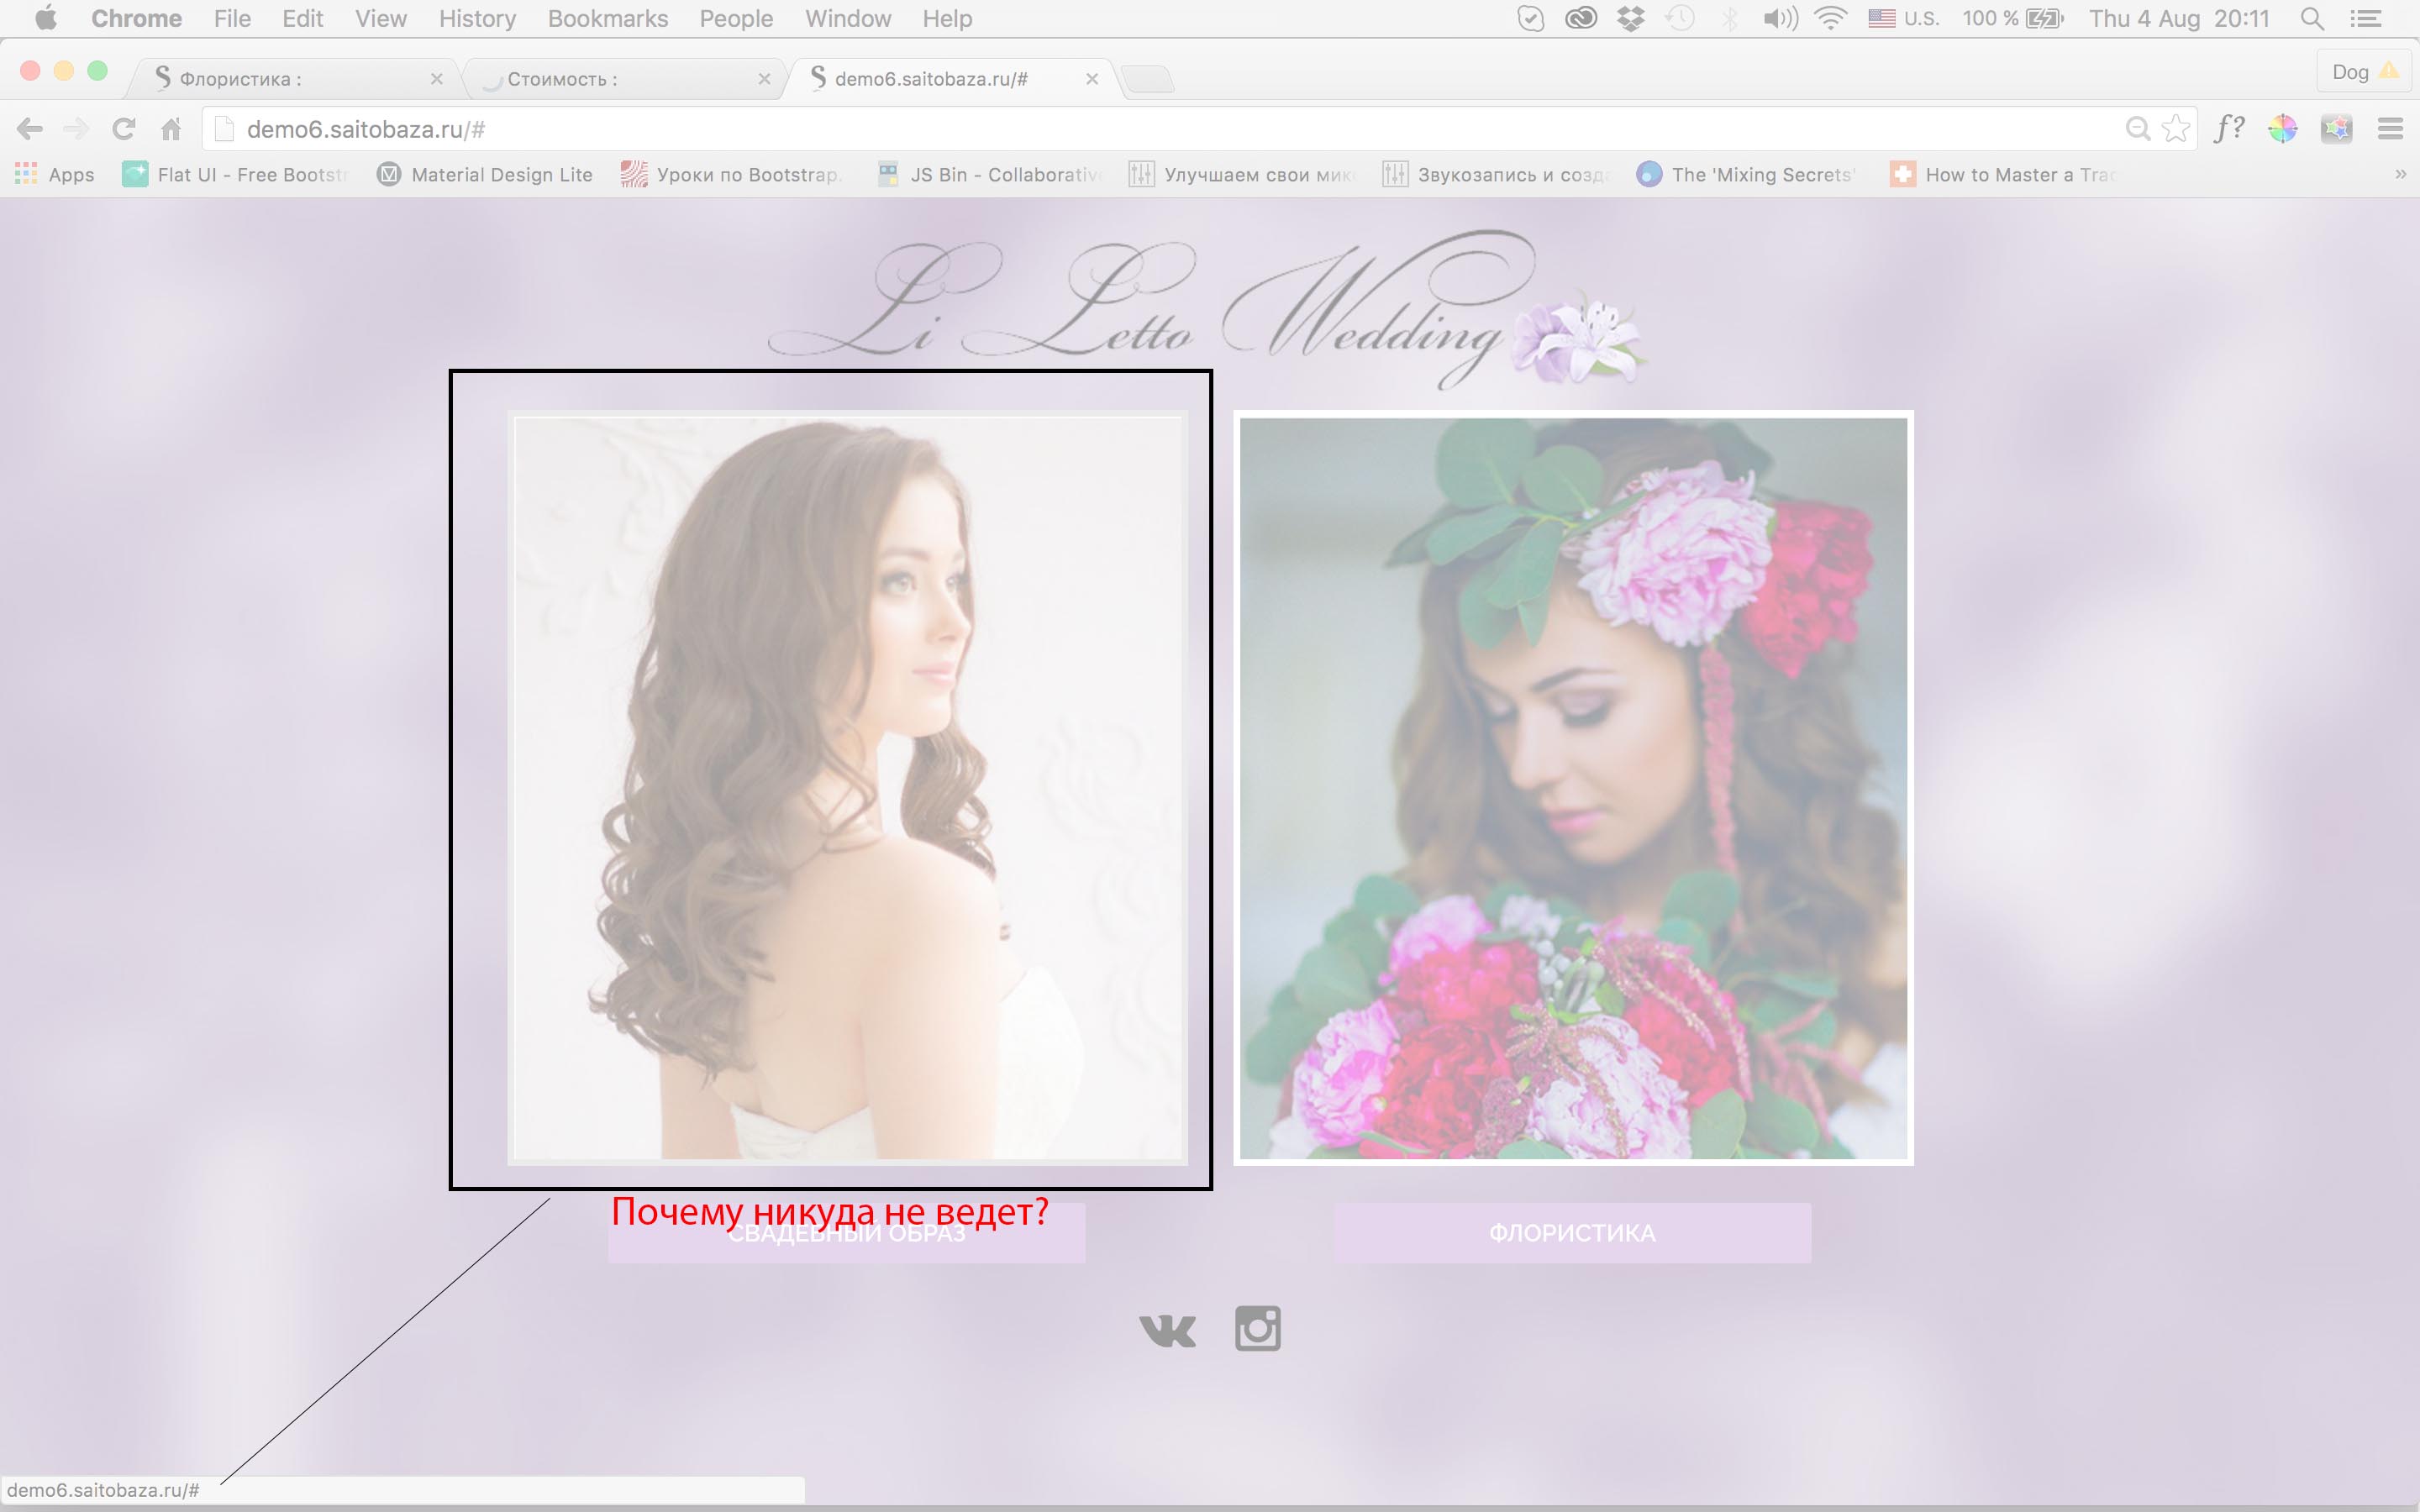 Chrome File Edit View History Bookmarks People Window Help U.S. 100 % Thu 4 Aug 20:11
Флористика : Стоимость : demo6.saitobaza.ru/# Dog
demo6.saitobaza.ru/# f?
Apps Flat UI - Free Bootst Material Design Lite Уроки по Bootstrap. JS Bin - Collaborativ Улучшаем свои мик Звукозапись и созд The 'Mixing Secrets' How to Master a Tra »
Li Letto Wedding
Почему никуда не ведет?
СВАДЕБНЫЙ ОБРАЗ ФЛОРИСТИКА
demo6.saitobaza.ru/#